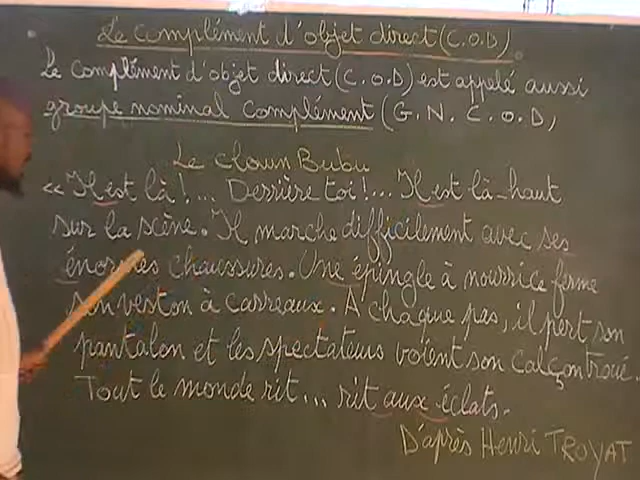 Le complément d'objet direct (C.O.D).
Le complément d'objet direct (C.O.D) est appelé aussi
groupe nominal complément (G. N. C. O. D,
Le clown Bubu
« Il est là !... Derrière toi !... Il est là-haut
sur la scène. Il marche difficilement avec ses
énormes chaussures. Une épingle à nourrice ferme
son veston à carreaux. A chaque pas, il pert son
pantalon et les spectateurs voient son calçon troué.
Tout le monde rit... rit aux éclats.
D'après Henri TROYAT